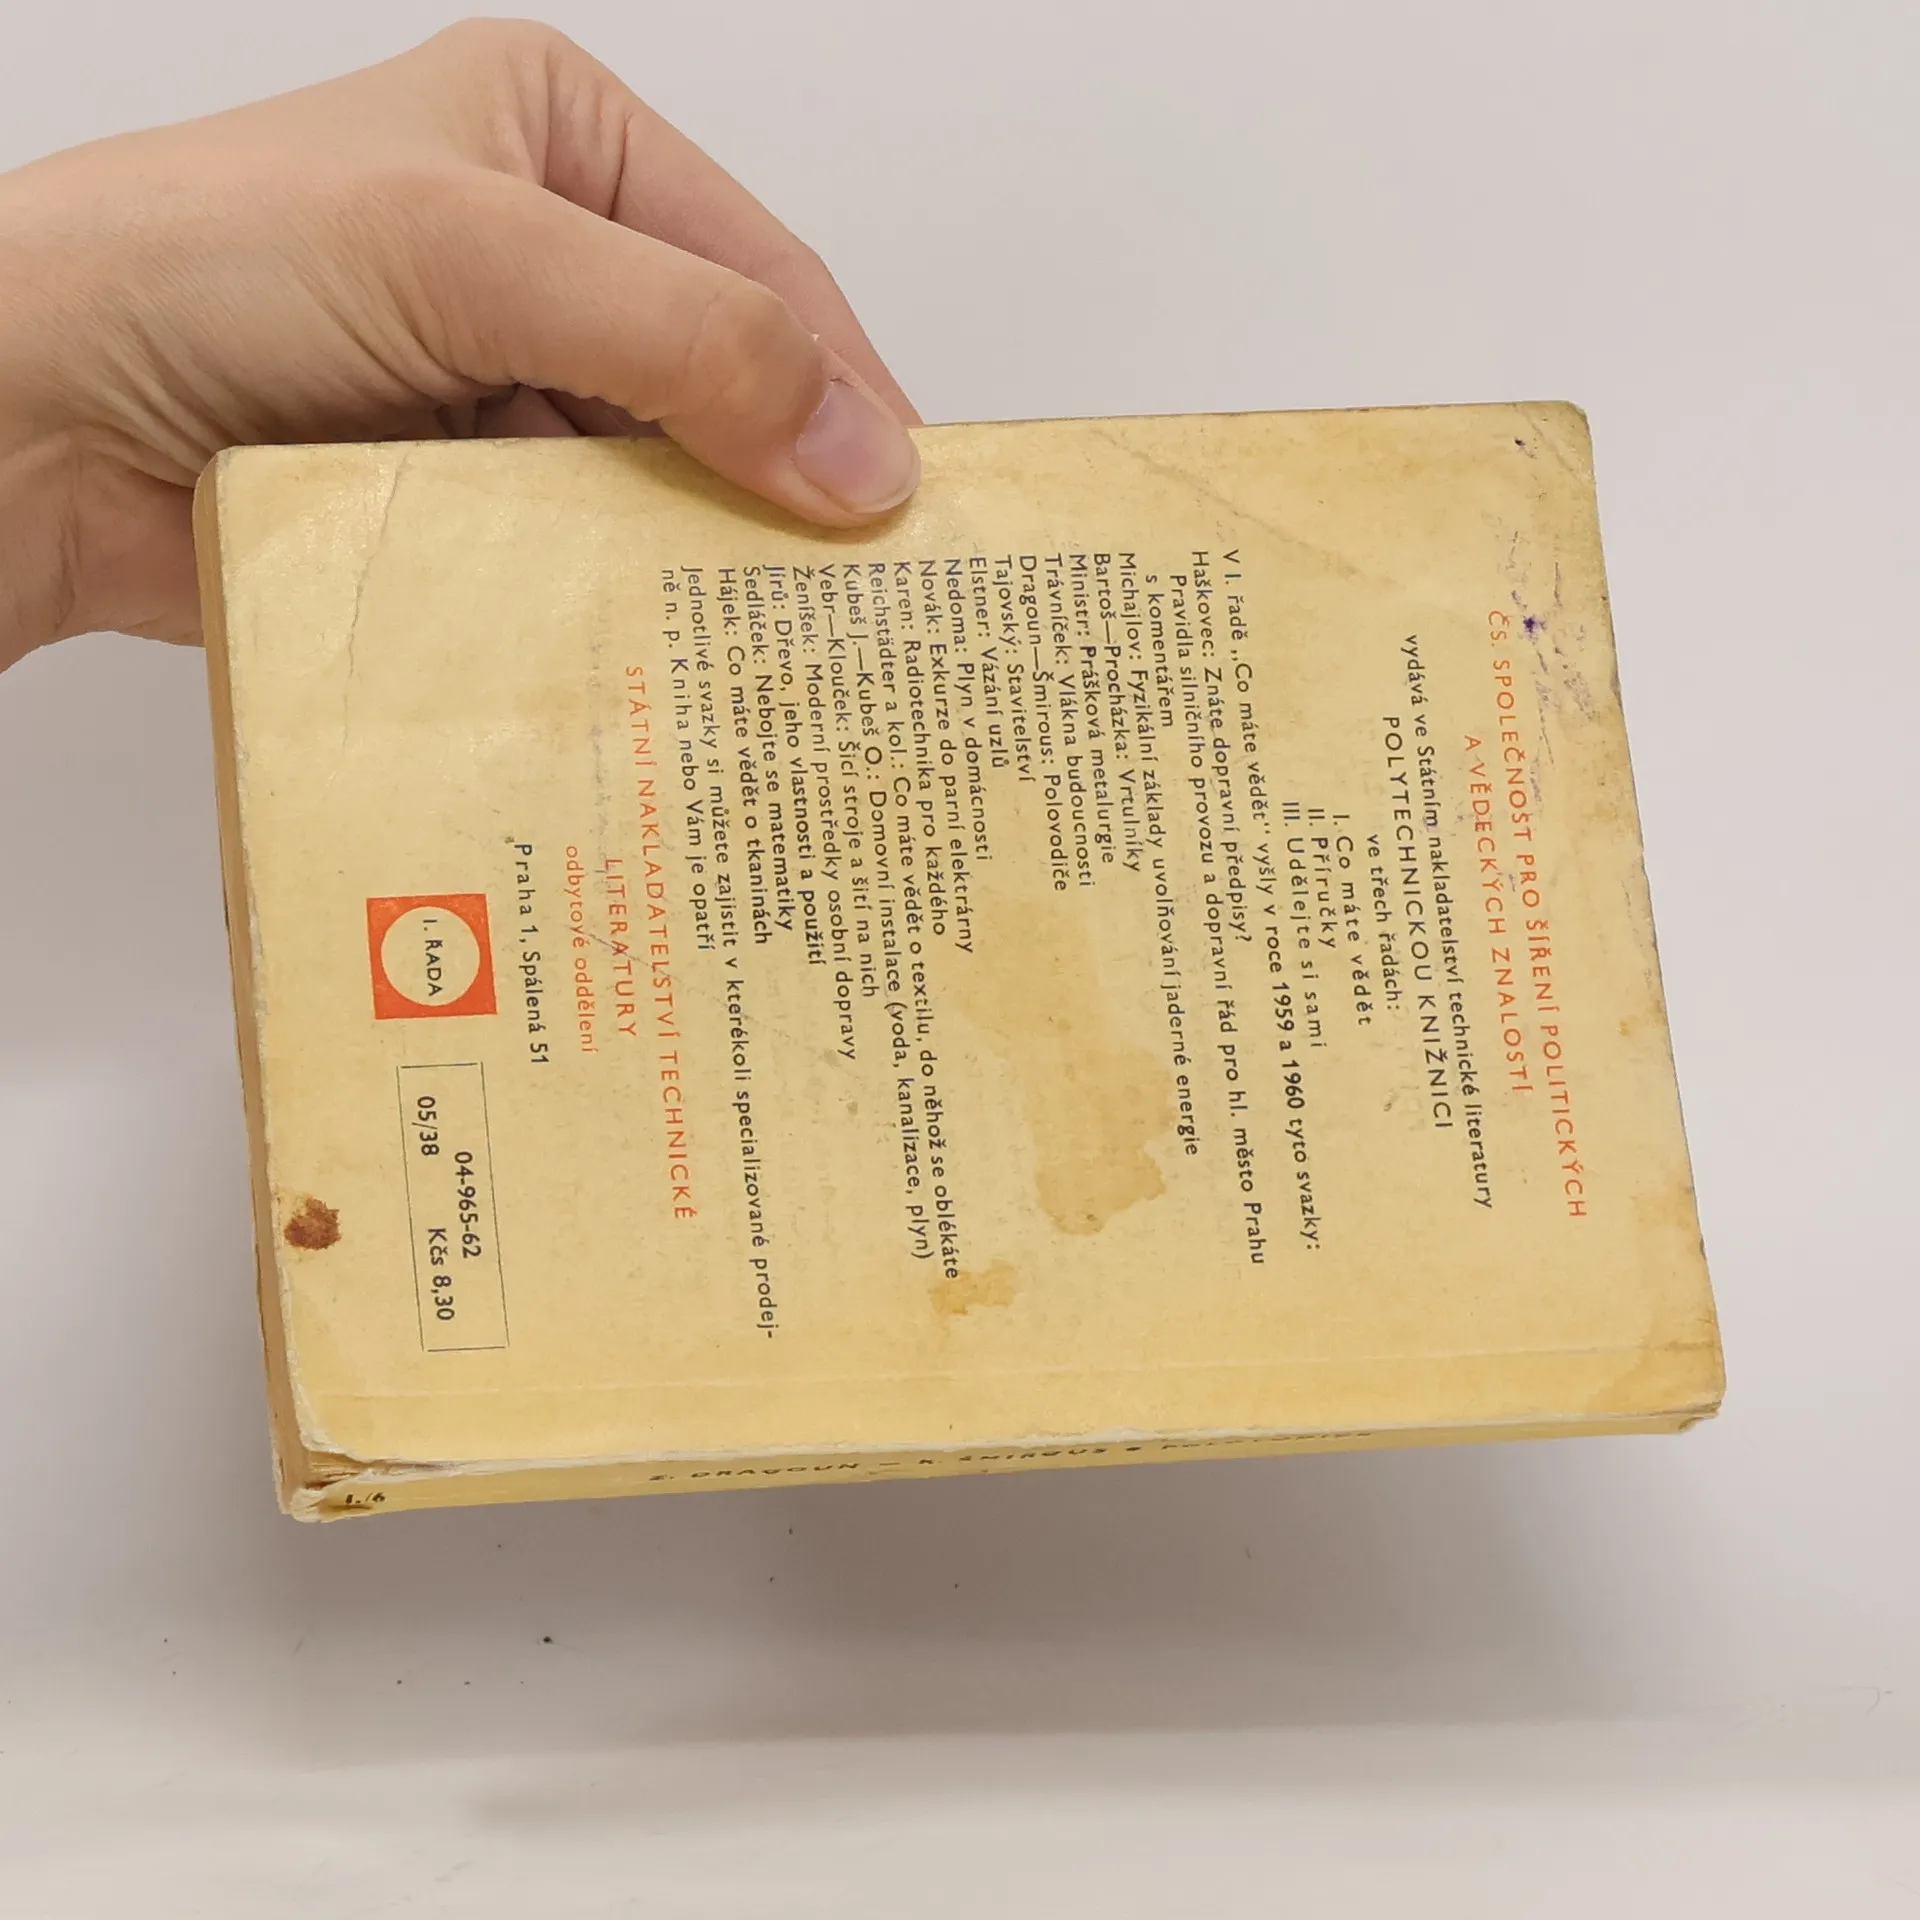 ČS. SPOLEČNOST PRO ŠÍŘENÍ POLITICKÝCH
A VĚDECKÝCH ZNALOSTÍ
vydává ve Státním nakladatelství technické literatury
POLYTECHNICKOU KNIŽNICI
ve třech řadách:
I. Co máte vědět
II. Příručky
III. Udělejte si sami
V I. řadě ,,Co máte vědět" vyšly v roce 1959 a 1960 tyto svazky:
Haškovec: Znáte dopravní předpisy?
Pravidla silničního provozu a dopravní řád pro hl. město Prahu
s komentářem
Michajlov: Fyzikální základy uvolňování jaderné energie
Bartoš—Procházka: Vrtulníky
Ministr: Prášková metalurgie
Trávníček: Vlákna budoucnosti
Dragoun—Šmirous: Polovodiče
Tajovský: Stavitelství
Elstner: Vázání uzlů
Nedoma: Plyn v domácnosti
Novák: Exkurze do parní elektrárny
Karen: Radiotechnika pro každého
Reichstädter a kol.: Co máte vědět o textilu, do něhož se oblékáte
Kubeš J.—Kubeš O.: Domovní instalace (voda, kanalizace, plyn)
Vebr—Klouček: Šicí stroje a šití na nich
Ženíšek: Moderní prostředky osobní dopravy
Jírů: Dřevo, jeho vlastnosti a použití
Sedláček: Nebojte se matematiky
Hájek: Co máte vědět o tkaninách
Jednotlivé svazky si můžete zajistit v kterékoli specializované prodej-
ně n. p. Kniha nebo Vám je opatří
STÁTNÍ NAKLADATELSTVÍ TECHNICKÉ
LITERATURY
odbytové oddělení
Praha 1, Spálená 51
I. ŘADA
04-965-62
05/38 Kčs 8,30
Z. DRAGOUN — K. ŠMIROUS • POLOVODIČE